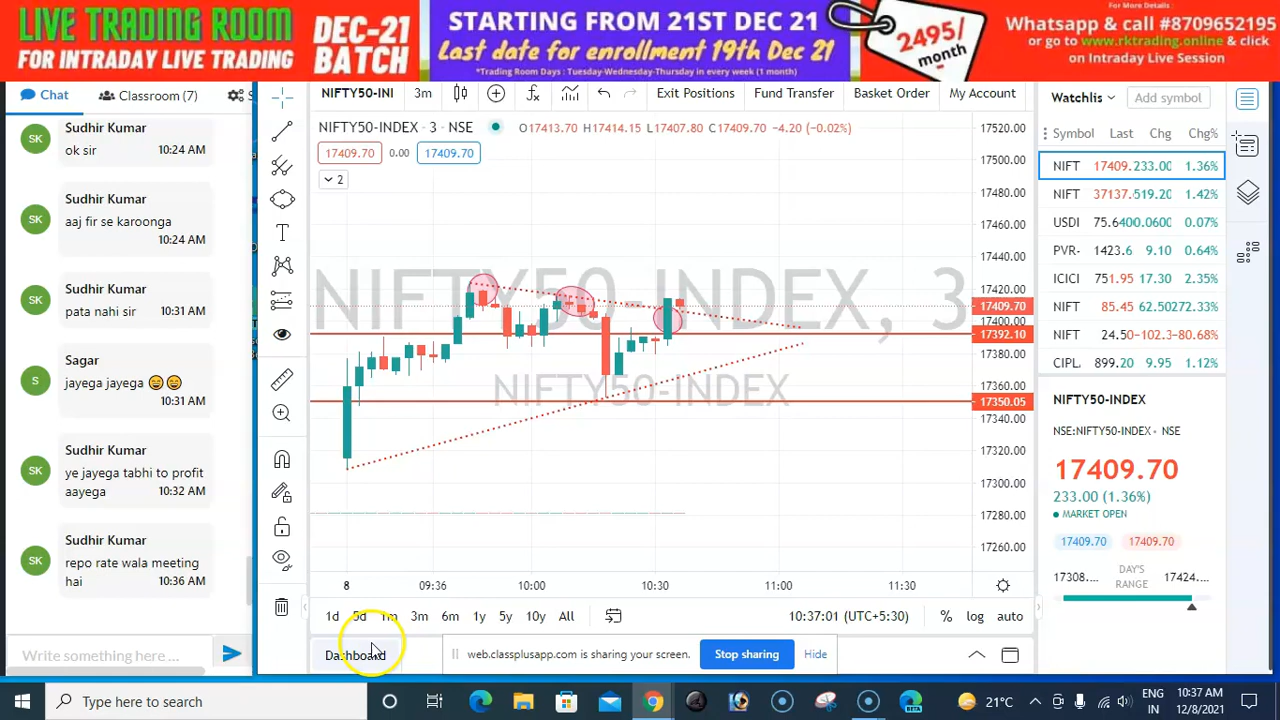 LIVE TRADING ROOM
FOR INTRADAY LIVE TRADING
DEC-21
BATCH
STARTING FROM 21ST DEC 21
Last date for enrollment 19th Dec 21
*Trading Room Days : Tuesday-Wednesday-Thursday in every week (1 month)
2495/
month
For More Details :
Whatsapp & call #8709652195
or go to www.rktrading.online & click
on Intraday Live Session
Chat
Classroom (7)
S
SK
Sudhir Kumar
ok sir
10:24 AM
SK
Sudhir Kumar
aaj fir se karoonga
10:24 AM
SK
Sudhir Kumar
pata nahi sir
10:31 AM
S
Sagar
jayega jayega 😄😄
10:31 AM
SK
Sudhir Kumar
ye jayega tabhi to profit
aayega
10:32 AM
SK
Sudhir Kumar
repo rate wala meeting
hai
10:36 AM
Write something here ...
NIFTY50-INI
3m
Exit Positions
Fund Transfer
Basket Order
My Account
NIFTY50-INDEX · 3 · NSE
O17413.70 H17414.15 L17407.80 C17409.70 -4.20 (-0.02%)
17409.70
0.00
17409.70
2
NIFTY50-INDEX, 3
NIFTY50-INDEX
17520.00
17500.00
17480.00
17460.00
17440.00
17420.00
17409.70
17400.00
17392.10
17380.00
17360.00
17350.05
17340.00
17320.00
17300.00
17280.00
17260.00
8
09:36
10:00
10:30
11:00
11:30
1d 5d 1m 3m 6m 1y 5y 10y All
10:37:01 (UTC+5:30)
% log auto
Dashboard
web.classplusapp.com is sharing your screen.
Stop sharing
Hide
Watchlis
Add symbol
Symbol Last Chg Chg%
NIFT 17409. 233.00 1.36%
NIFT 37137. 519.20 1.42%
USDI 75.6400.0600 0.07%
PVR- 1423.6 9.10 0.64%
ICICI 751.95 17.30 2.35%
NIFT 85.45 62.50272.33%
NIFT 24.50-102.3-80.68%
CIPL 899.20 9.95 1.12%
NIFTY50-INDEX
NSE:NIFTY50-INDEX • NSE
17409.70
233.00 (1.36%)
MARKET OPEN
17409.70
17409.70
17308....
DAY'S
RANGE
17424....
Type here to search
BETA
21°C
ENG
IN
10:37 AM
12/8/2021